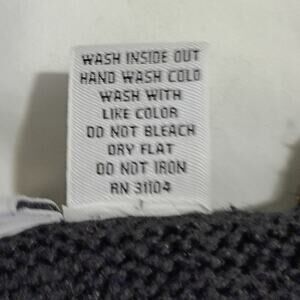 WASH INSIDE OUT
HAND WASH COLD
WASH WITH
LIKE COLOR
DO NOT BLEACH
DRY FLAT
DO NOT IRON
RN 31104